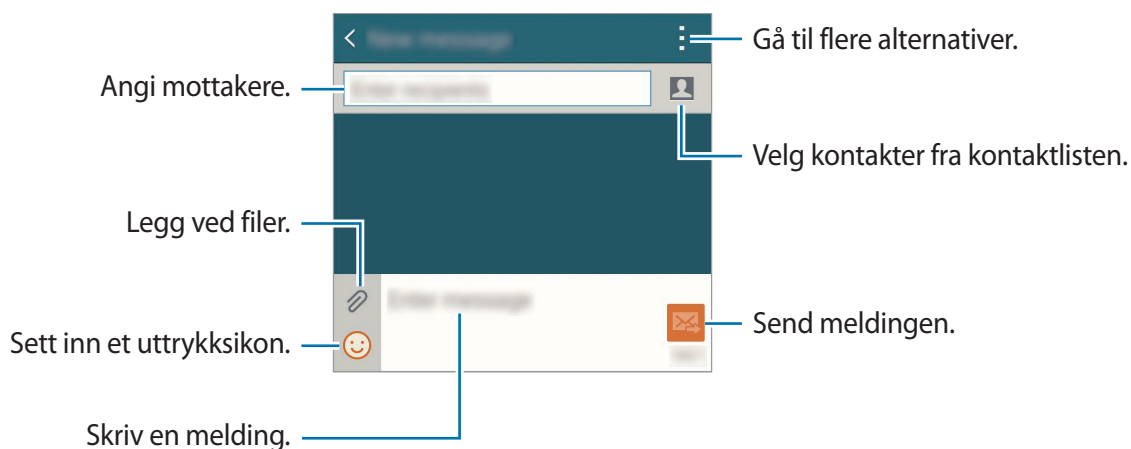 Gå til flere alternativer.
Angi mottakere.
Velg kontakter fra kontaktlisten.
Legg ved filer.
Send meldingen.
Sett inn et uttrykksikon.
Skriv en melding.